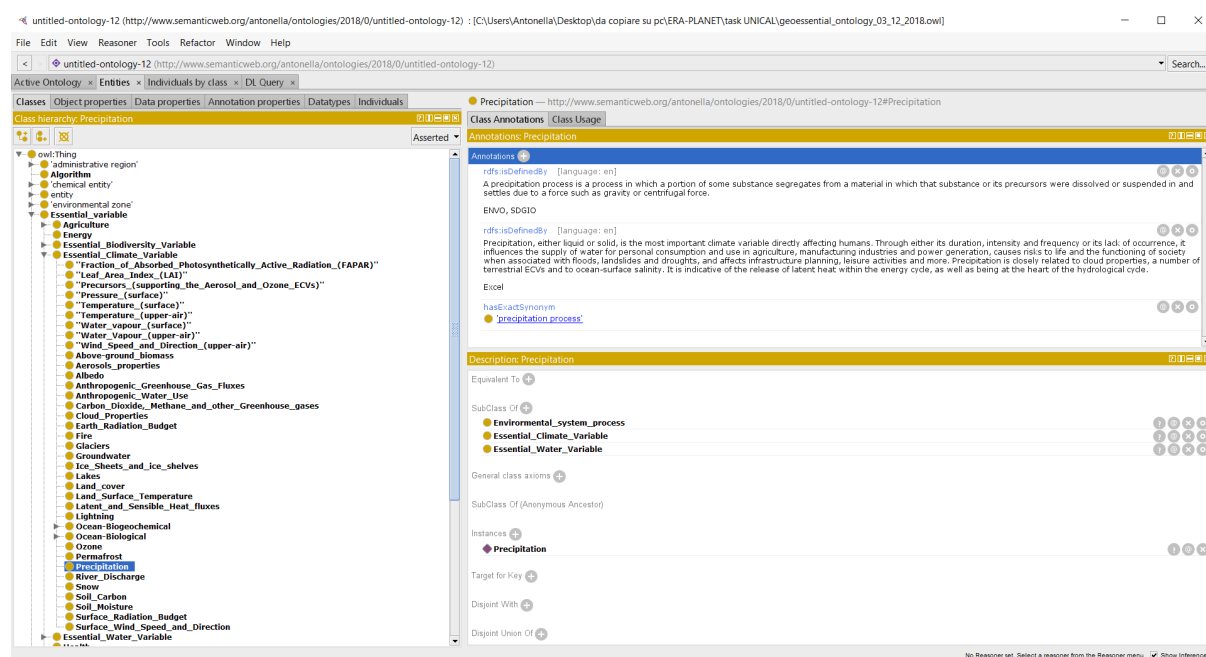 untitled-ontology-12 (http://www.semanticweb.org/antonella/ontologies/2018/0/untitled-ontology-12) : [C:\Users\Antonella\Desktop\da copiare su pc\ERA-PLANET\task UNICAL\geoessential_ontology_03_12_2018.owl]
File Edit View Reasoner Tools Refactor Window Help
untitled-ontology-12 (http://www.semanticweb.org/antonella/ontologies/2018/0/untitled-ontology-12)
Search...
Active Ontology × Entities × Individuals by class × DL Query ×
Classes Object properties Data properties Annotation properties Datatypes Individuals
Class hierarchy: Precipitation
Asserted
owl:Thing
'administrative region'
Algorithm
'chemical entity'
entity
'environmental zone'
Essential_variable
Agriculture
Energy
Essential_Biodiversity_Variable
Essential_Climate_Variable
"Fraction_of_Absorbed_Photosynthetically_Active_Radiation_(FAPAR)"
"Leaf_Area_Index_(LAI)"
"Precursors_(supporting_the_Aerosol_and_Ozone_ECVs)"
"Pressure_(surface)"
"Temperature_(surface)"
"Temperature_(upper-air)"
"Water_vapour_(surface)"
"Water_Vapour_(upper-air)"
"Wind_Speed_and_Direction_(upper-air)"
Above-ground_biomass
Aerosols_properties
Albedo
Anthropogenic_Greenhouse_Gas_Fluxes
Anthropogenic_Water_Use
Carbon_Dioxide,_Methane_and_other_Greenhouse_gases
Cloud_Properties
Earth_Radiation_Budget
Fire
Glaciers
Groundwater
Ice_Sheets_and_ice_shelves
Lakes
Land_cover
Land_Surface_Temperature
Latent_and_Sensible_Heat_fluxes
Lightning
Ocean-Biogeochemical
Ocean-Biological
Ozone
Permafrost
Precipitation
River_Discharge
Snow
Soil_Carbon
Soil_Moisture
Surface_Radiation_Budget
Surface_Wind_Speed_and_Direction
Essential_Water_Variable
Precipitation — http://www.semanticweb.org/antonella/ontologies/2018/0/untitled-ontology-12#Precipitation
Class Annotations Class Usage
Annotations: Precipitation
Annotations
rdfs:isDefinedBy [language: en]
A precipitation process is a process in which a portion of some substance segregates from a material in which that substance or its precursors were dissolved or suspended in and
settles due to a force such as gravity or centrifugal force.
ENVO, SDGIO
rdfs:isDefinedBy [language: en]
Precipitation, either liquid or solid, is the most important climate variable directly affecting humans. Through either its duration, intensity and frequency or its lack of occurrence, it
influences the supply of water for personal consumption and use in agriculture, manufacturing industries and power generation, causes risks to life and the functioning of society
when associated with floods, landslides and droughts, and affects infrastructure planning, leisure activities and more. Precipitation is closely related to cloud properties, a number of
terrestrial ECVs and to ocean-surface salinity. It is indicative of the release of latent heat within the energy cycle, as well as being at the heart of the hydrological cycle.
Excel
hasExactSynonym
'precipitation process'
Description: Precipitation
Equivalent To
SubClass Of
Envirormental_system_process
Essential_Climate_Variable
Essential_Water_Variable
General class axioms
SubClass Of (Anonymous Ancestor)
Instances
Precipitation
Target for Key
Disjoint With
Disjoint Union Of
No Reasoner set. Select a reasoner from the Reasoner menu
Show Inference